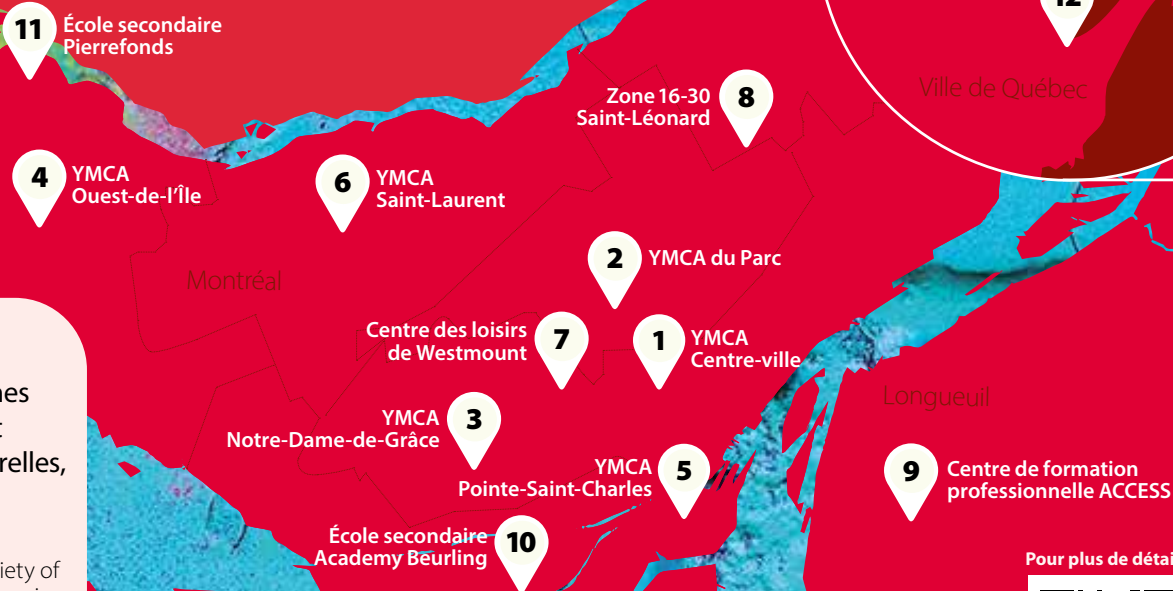 11
École secondaire
Pierrefonds
12
Ville de Québec
Zone 16-30
Saint-Léonard
8
4
YMCA
Ouest-de-l'Île
6
YMCA
Saint-Laurent
2
YMCA du Parc
Montréal
Centre des loisirs
de Westmount
7
1
YMCA
Centre-ville
Longueuil
YMCA
Notre-Dame-de-Grâce
3
YMCA
Pointe-Saint-Charles
5
9
Centre de formation
professionnelle ACCESS
École secondaire
Academy Beurling
10
relles,
of
Pour plus de